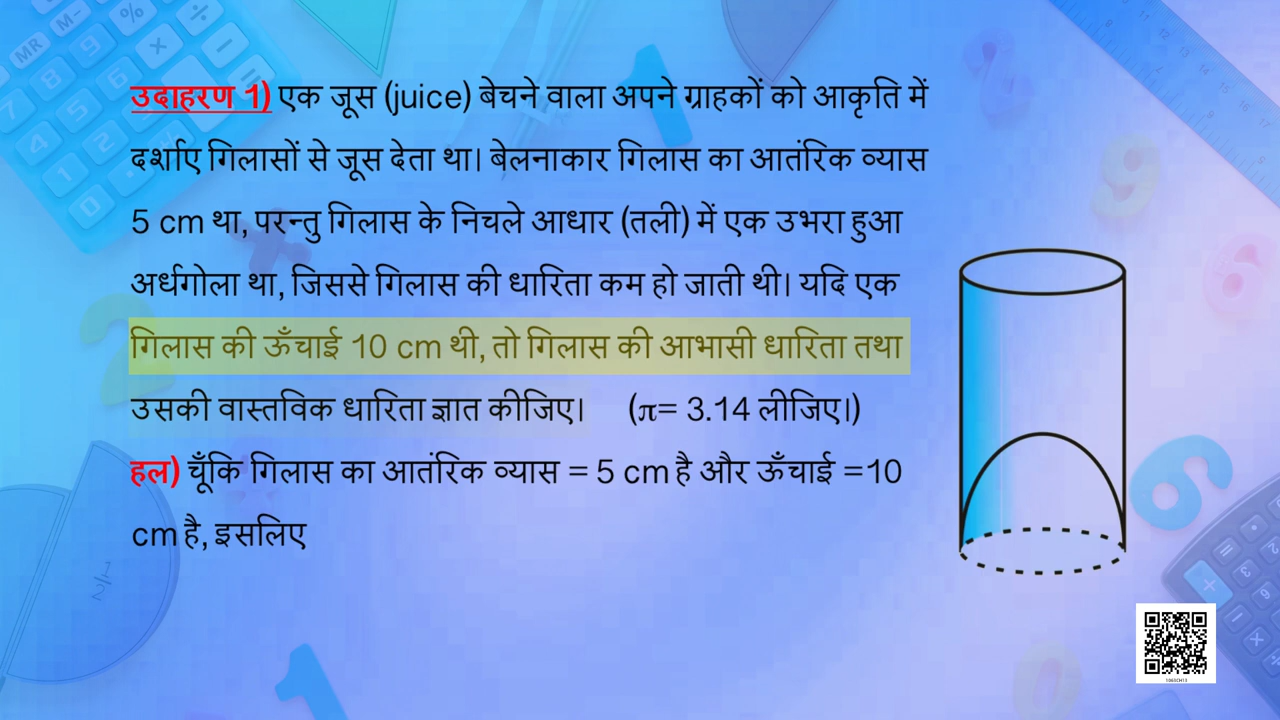 उदाहरण 1) एक जूस (juice) बेचने वाला अपने ग्राहकों को आकृति में
दर्शाए गिलासों से जूस देता था। बेलनाकार गिलास का आतंरिक व्यास
5 cm था, परन्तु गिलास के निचले आधार (तली) में एक उभरा हुआ
अर्धगोला था, जिससे गिलास की धारिता कम हो जाती थी। यदि एक
गिलास की ऊँचाई 10 cm थी, तो गिलास की आभासी धारिता तथा
उसकी वास्तविक धारिता ज्ञात कीजिए। (π= 3.14 लीजिए।)
हल) चूँकि गिलास का आतंरिक व्यास = 5 cm है और ऊँचाई =10
cm है, इसलिए